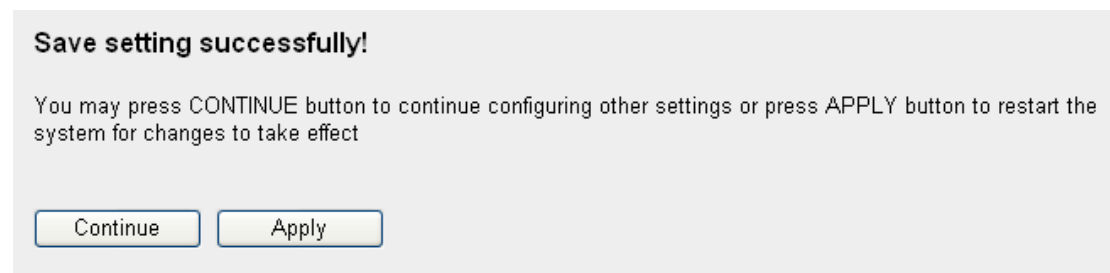 Save setting successfully!
You may press CONTINUE button to continue configuring other settings or press APPLY button to restart the
system for changes to take effect
Continue
Apply